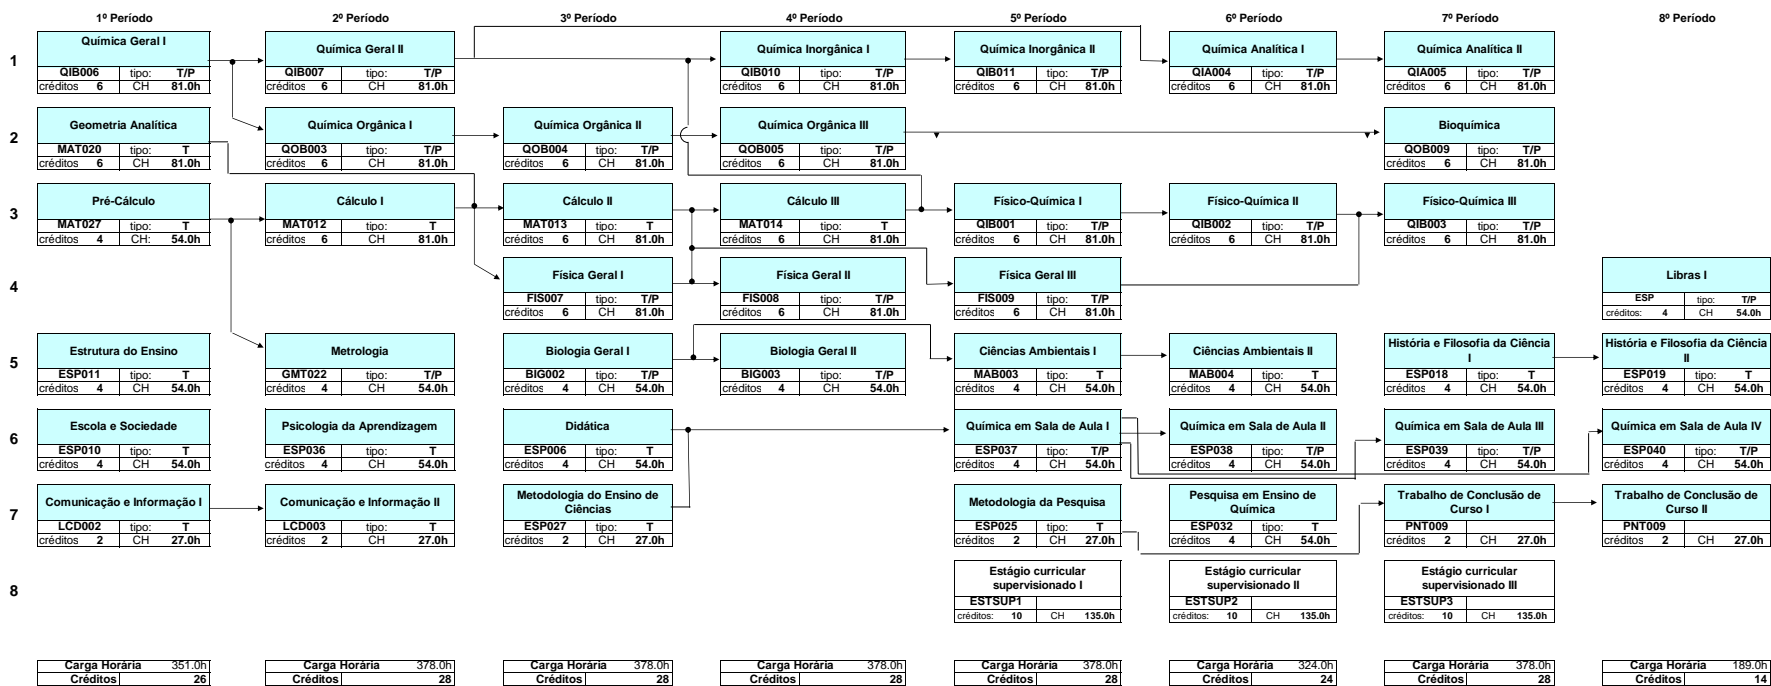 1º Período 2º Período 3º Período 4º Período 5º Período 6º Período 7º Período 8º Período
1
Química Geral I Química Geral II Química Inorgânica I Química Inorgânica II Química Analítica I Química Analítica II
QIB006 tipo: T/P QIB007 tipo: T/P QIB010 tipo: T/P QIB011 tipo: T/P QIA004 tipo: T/P QIA005 tipo: T/P
créditos 6 CH 81.0h créditos 6 CH 81.0h créditos 6 CH 81.0h créditos 6 CH 81.0h créditos 6 CH 81.0h créditos 6 CH 81.0h
2
Geometria Analítica Química Orgânica I Química Orgânica II Química Orgânica III Bioquímica
MAT020 tipo: T QOB003 tipo: T/P QOB004 tipo: T/P QOB005 tipo: T/P QOB009 tipo: T/P
créditos 6 CH 81.0h créditos 6 CH 81.0h créditos 6 CH 81.0h créditos 6 CH 81.0h créditos 6 CH 81.0h
3
Pré-Cálculo Cálculo I Cálculo II Cálculo III Físico-Química I Físico-Química II Físico-Química III
MAT027 tipo: T MAT012 tipo: T MAT013 tipo: T MAT014 tipo: T QIB001 tipo: T/P QIB002 tipo: T/P QIB003 tipo: T/P
créditos 4 CH: 54.0h créditos 6 CH 81.0h créditos 6 CH 81.0h créditos 6 CH 81.0h créditos 6 CH 81.0h créditos 6 CH 81.0h créditos 6 CH 81.0h
4
Física Geral I Física Geral II Física Geral III Libras I
FIS007 tipo: T/P FIS008 tipo: T/P FIS009 tipo: T/P ESP tipo: T/P
créditos 6 CH 81.0h créditos 6 CH 81.0h créditos 6 CH 81.0h créditos: 4 CH 54.0h
5
Estrutura do Ensino Metrologia Biologia Geral I Biologia Geral II Ciências Ambientais I Ciências Ambientais II História e Filosofia da Ciência I História e Filosofia da Ciência II
ESP011 tipo: T GMT022 tipo: T/P BIG002 tipo: T/P BIG003 tipo: T/P MAB003 tipo: T MAB004 tipo: T ESP018 tipo: T ESP019 tipo: T
créditos 4 CH 54.0h créditos 4 CH 54.0h créditos 4 CH 54.0h créditos 4 CH 54.0h créditos 4 CH 54.0h créditos 4 CH 54.0h créditos 4 CH 54.0h créditos 4 CH 54.0h
6
Escola e Sociedade Psicologia da Aprendizagem Didática Química em Sala de Aula I Química em Sala de Aula II Química em Sala de Aula III Química em Sala de Aula IV
ESP010 tipo: T ESP036 tipo: T ESP006 tipo: T ESP037 tipo: T/P ESP038 tipo: T/P ESP039 tipo: T/P ESP040 tipo: T/P
créditos 4 CH 54.0h créditos 4 CH 54.0h créditos 4 CH 54.0h créditos 4 CH 54.0h créditos 4 CH 54.0h créditos 4 CH 54.0h créditos 4 CH 54.0h
7
Comunicação e Informação I Comunicação e Informação II Metodologia do Ensino de Ciências Metodologia da Pesquisa Pesquisa em Ensino de Química Trabalho de Conclusão de Curso I Trabalho de Conclusão de Curso II
LCD002 tipo: T LCD003 tipo: T ESP027 tipo: T ESP025 tipo: T ESP032 tipo: T PNT009 PNT009
créditos 2 CH 27.0h créditos 2 CH 27.0h créditos 2 CH 27.0h créditos 2 CH 27.0h créditos 4 CH 54.0h créditos 2 CH 27.0h créditos 2 CH 27.0h
8
Estágio curricular supervisionado I Estágio curricular supervisionado II Estágio curricular supervisionado III
ESTSUP1 ESTSUP2 ESTSUP3
créditos: 10 CH 135.0h créditos: 10 CH 135.0h créditos: 10 CH 135.0h
Carga Horária 351.0h Carga Horária 378.0h Carga Horária 378.0h Carga Horária 378.0h Carga Horária 378.0h Carga Horária 324.0h Carga Horária 378.0h Carga Horária 189.0h
Créditos 26 Créditos 28 Créditos 28 Créditos 28 Créditos 28 Créditos 24 Créditos 28 Créditos 14